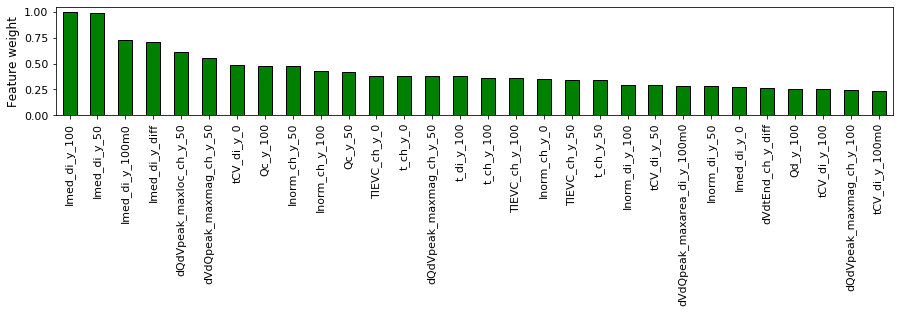 Feature weight
1.00
0.75
0.50
0.25
0.00
Imed_di_y_100
Imed_di_y_50
Imed_di_y_100m0
Imed_di_y_diff
dQdVpeak_maxloc_ch_y_50
dVdQpeak_maxmag_ch_y_50
tCV_di_y_0
Qc_y_100
Inorm_ch_y_50
Inorm_ch_y_100
Qc_y_50
TIEVC_ch_y_0
t_ch_y_0
dQdVpeak_maxmag_ch_y_50
t_di_y_100
t_ch_y_100
TIEVC_ch_y_100
Inorm_ch_y_0
TIEVC_ch_y_50
t_ch_y_50
Inorm_di_y_100
tCV_di_y_50
dVdQpeak_maxarea_di_y_100m0
Inorm_di_y_50
Imed_di_y_0
dVdtEnd_ch_y_diff
Qd_y_100
tCV_di_y_100
dQdVpeak_maxmag_ch_y_100
tCV_di_y_100m0